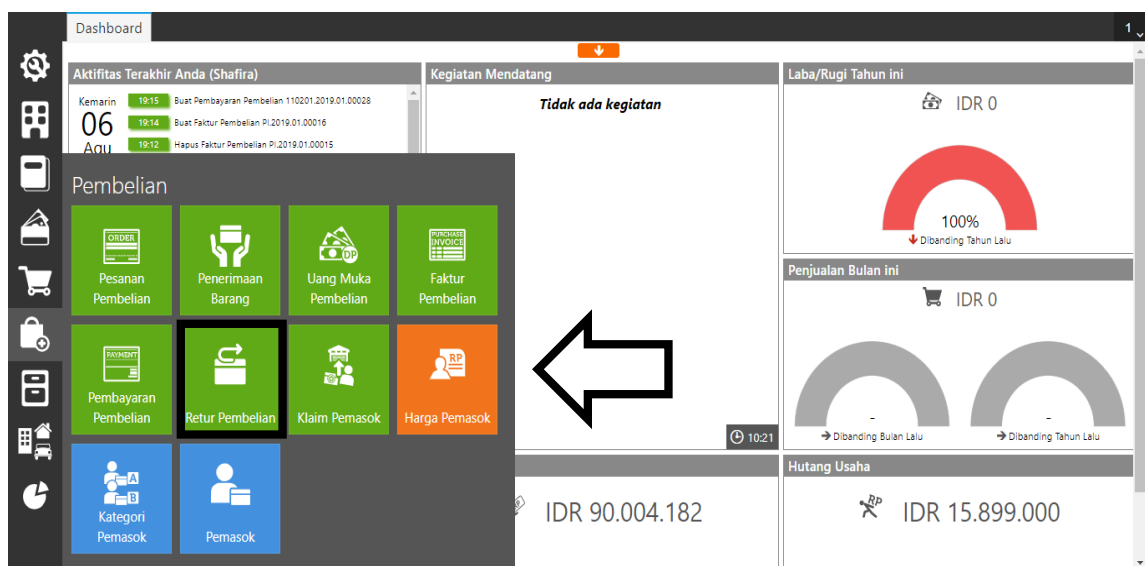 Dashboard
1
Aktifitas Terakhir Anda (Shafira)
Kemarin
06
Agu
19:15 Buat Pembayaran Pembelian 110201.2019.01.00028
19:14 Buat Faktur Pembelian PI.2019.01.00016
19:12 Hapus Faktur Pembelian PI.2019.01.00015
Kegiatan Mendatang
Tidak ada kegiatan
10:21
Laba/Rugi Tahun ini
IDR 0
100%
Dibanding Tahun Lalu
Pembelian
ORDER
Pesanan
Pembelian
Penerimaan
Barang
DP
Uang Muka
Pembelian
PURCHASE
INVOICE
Faktur
Pembelian
PAYMENT
Pembayaran
Pembelian
Retur Pembelian
Klaim Pemasok
RP
Harga Pemasok
A
B
Kategori
Pemasok
Pemasok
Penjualan Bulan ini
IDR 0
-
Dibanding Bulan Lalu
-
Dibanding Tahun Lalu
IDR 90.004.182
Hutang Usaha
RP
IDR 15.899.000